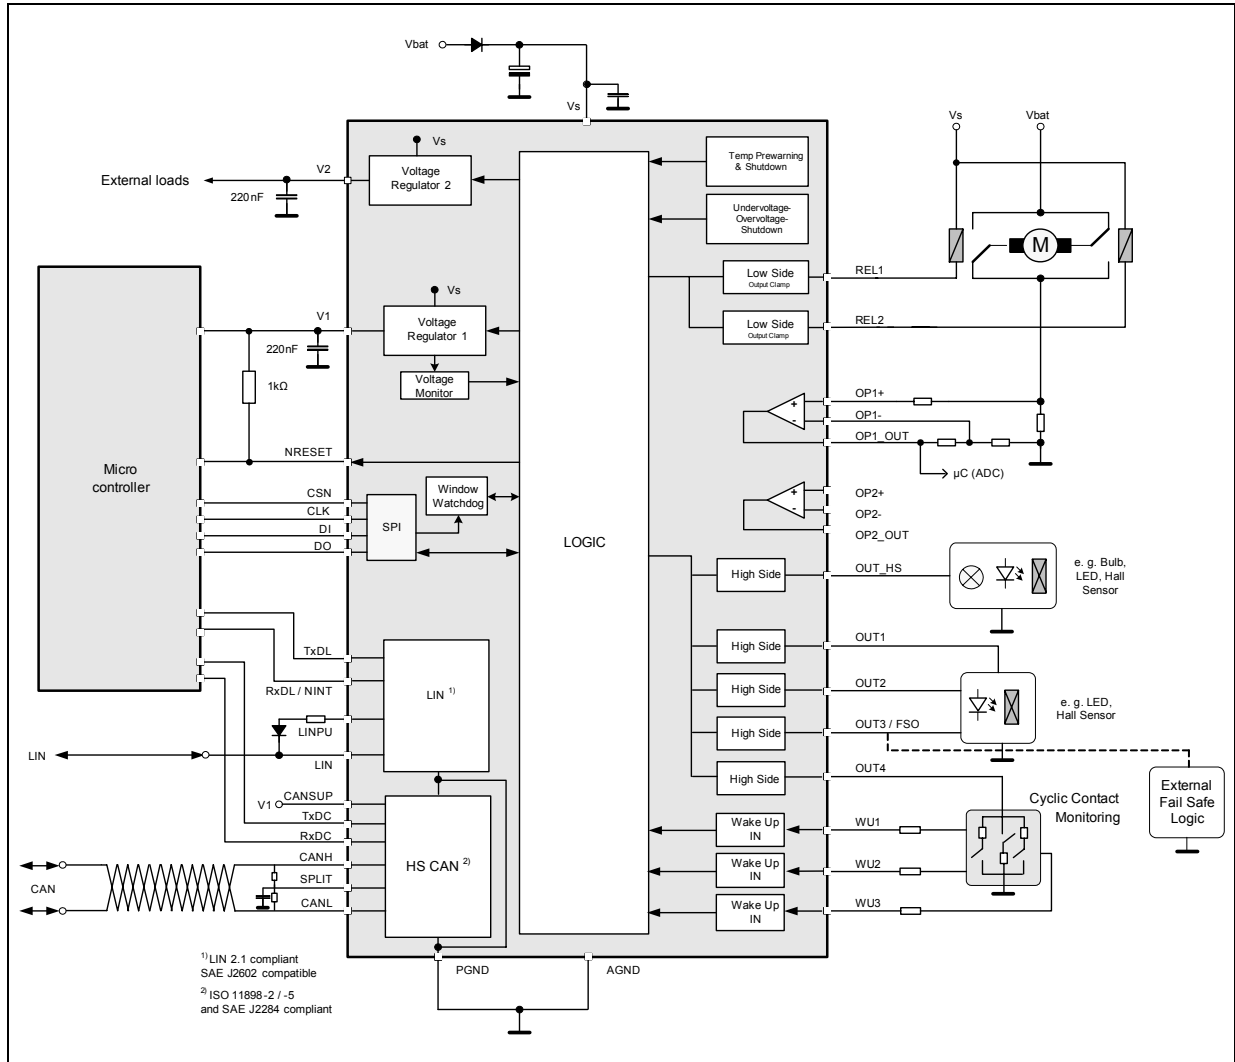 Vbat
Vs
Vs
Vbat
Vs
Voltage
Regulator 2
V2
External loads
220nF
Temp Prewarning
& Shutdown
Undervoltage-
Overvoltage-
Shutdown
M
Low Side
Output Clamp
REL1
Low Side
Output Clamp
REL2
Vs
Voltage
Regulator 1
V1
220nF
1kΩ
Voltage
Monitor
Micro
controller
NRESET
LOGIC
+
-
OP1+
OP1-
OP1_OUT
µC (ADC)
CSN
CLK
DI
DO
SPI
Window
Watchdog
+
-
OP2+
OP2-
OP2_OUT
High Side
OUT_HS
e. g. Bulb,
LED, Hall
Sensor
High Side
OUT1
High Side
OUT2
e. g. LED,
Hall Sensor
High Side
OUT3 / FSO
High Side
OUT4
TxDL
RxDL / NINT
LIN 1)
LINPU
LIN
LIN
V1
CANSUP
TxDC
RxDC
CANH
SPLIT
CANL
CAN
HS CAN 2)
Cyclic Contact
Monitoring
External
Fail Safe
Logic
Wake Up
IN
WU1
Wake Up
IN
WU2
Wake Up
IN
WU3
PGND
AGND
1) LIN 2.1 compliant
SAE J2602 compatible
2) ISO 11898-2 / -5
and SAE J2284 compliant